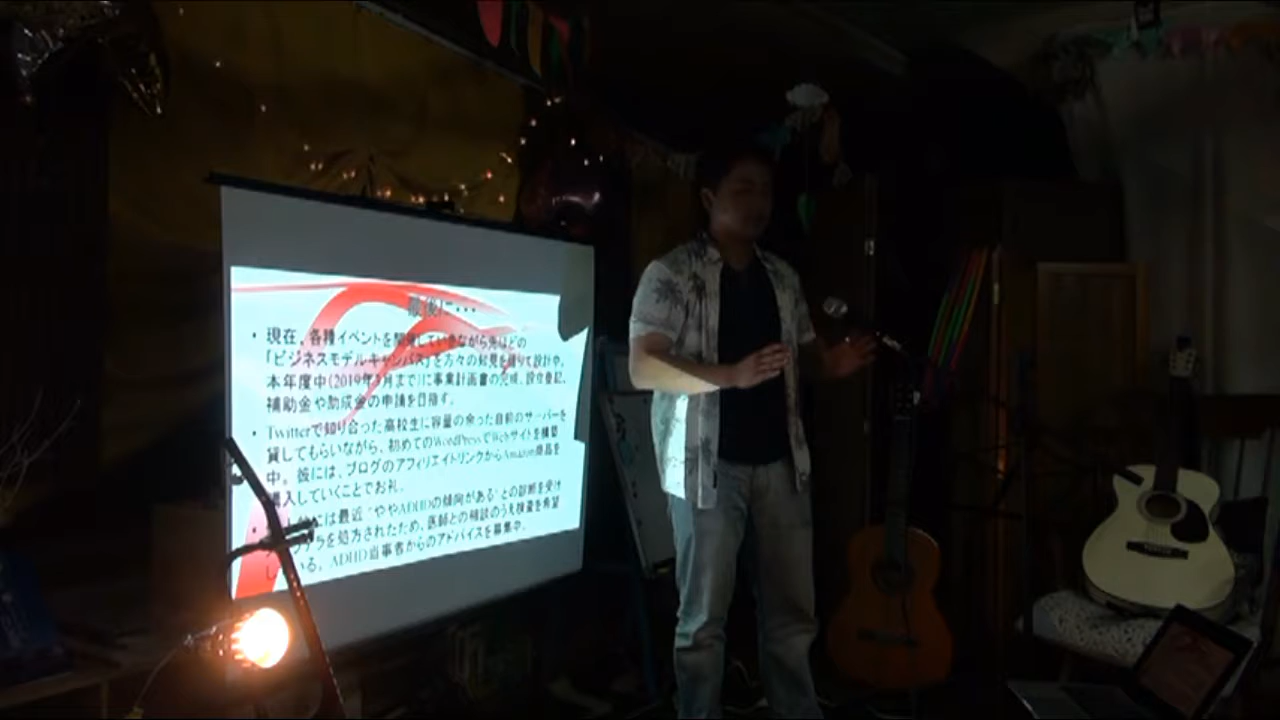 最後に・・・
• 現在、各種イベントを開催していきながら先ほどの
「ビジネスモデルキャンバス」を方々の知見を借りて設計や、
本年度中(2019年3月まで)に事業計画書の完成、設立登記、
補助金や助成金の申請を目指す。
• Twitterで知り合った高校生に容量の余った自前のサーバーを
貸してもらいながら、初めてのWordPressでWebサイトを構築
中。彼には、ブログのアフィリエイトリンクからAmazon商品を
購入していくことでお礼。
には最近“ややADHDの傾向がある”との診断を受け
ラを処方されたため、医師との相談のうえ検査を希望
し いる。ADHD当事者からのアドバイスを募集中。